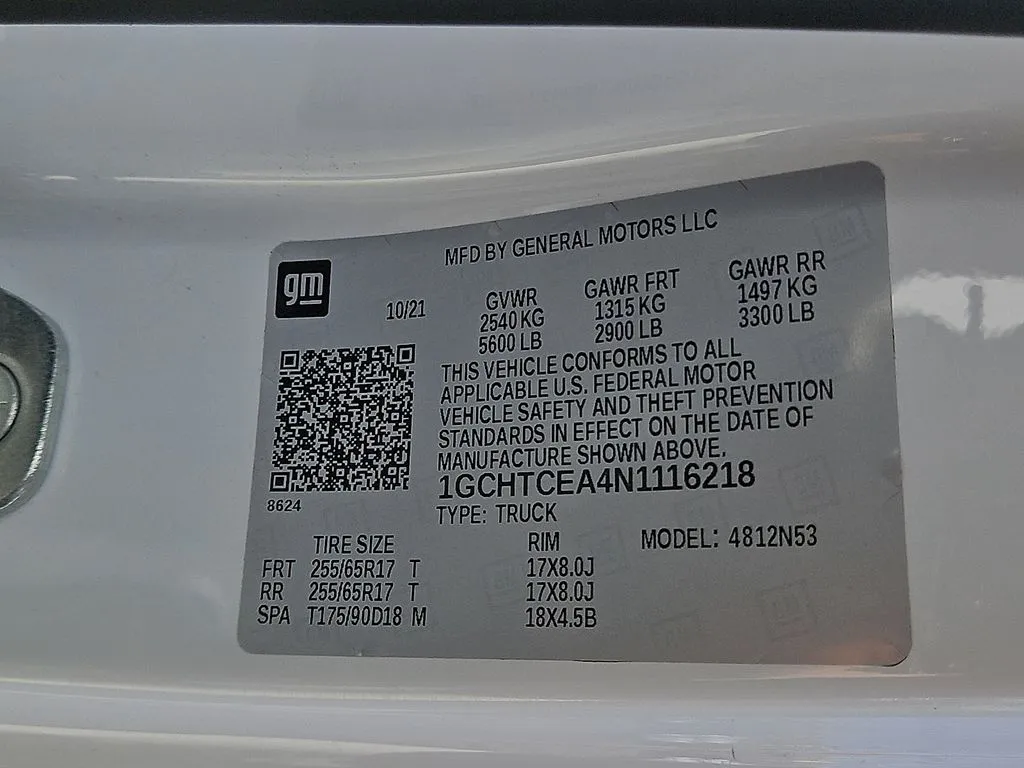 MFD BY GENERAL MOTORS LLC
gm
10/21
GVWR
2540 KG
5600 LB
GAWR FRT
1315 KG
2900 LB
GAWR RR
1497 KG
3300 LB
THIS VEHICLE CONFORMS TO ALL
APPLICABLE U.S. FEDERAL MOTOR
VEHICLE SAFETY AND THEFT PREVENTION
STANDARDS IN EFFECT ON THE DATE OF
MANUFACTURE SHOWN ABOVE.
8624
1GCHTCEA4N1116218
TYPE: TRUCK
TIRE SIZE RIM MODEL: 4812N53
FRT 255/65R17 T 17X8.0J
RR 255/65R17 T 17X8.0J
SPA T175/90D18 M 18X4.5B